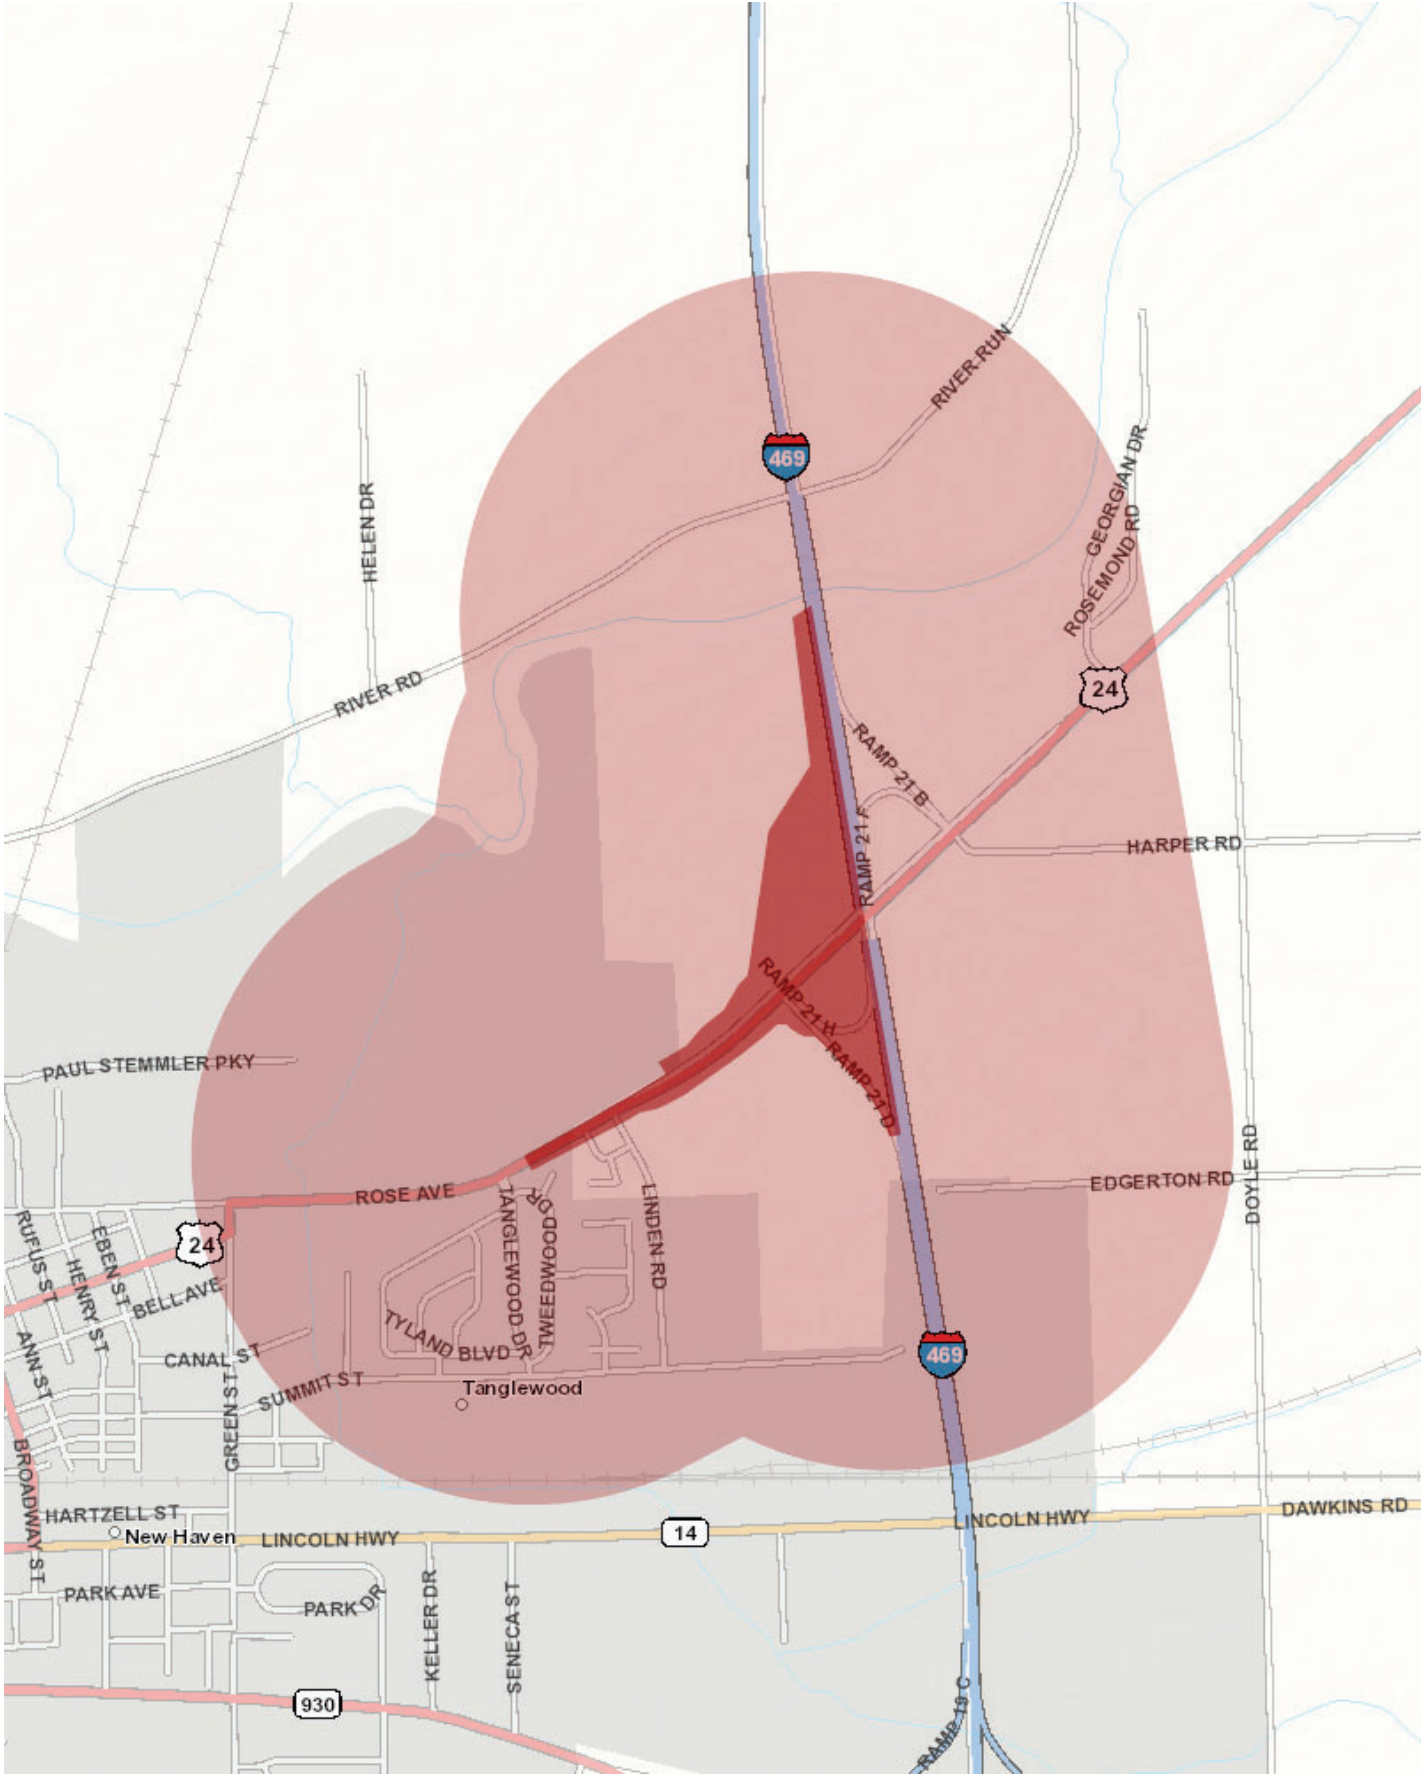 RIVER RUN
469
HELEN DR
GEORGIAN DR
ROSEMOND RD
RIVER RD
24
RAMP 21 B
RAMP 21 F
HARPER RD
RAMP 21 H
RAMP 21 D
PAUL STEMMLER PKY
EDGERTON RD
DOYLE RD
ROSE AVE
TANGLEWOOD DR
TWEEDWOOD DR
LINDEN RD
24
RUFUS ST
EBEN ST
HENRY ST
BELL AVE
ANN ST
CANAL ST
TYLAND BLVD
469
SUMMIT ST
GREEN ST
Tanglewood
BROADWAY ST
HARTZELL ST
New Haven
LINCOLN HWY
14
LINCOLN HWY
DAWKINS RD
PARK AVE
PARK DR
KELLER DR
SENECA ST
930
RAMP 19 C